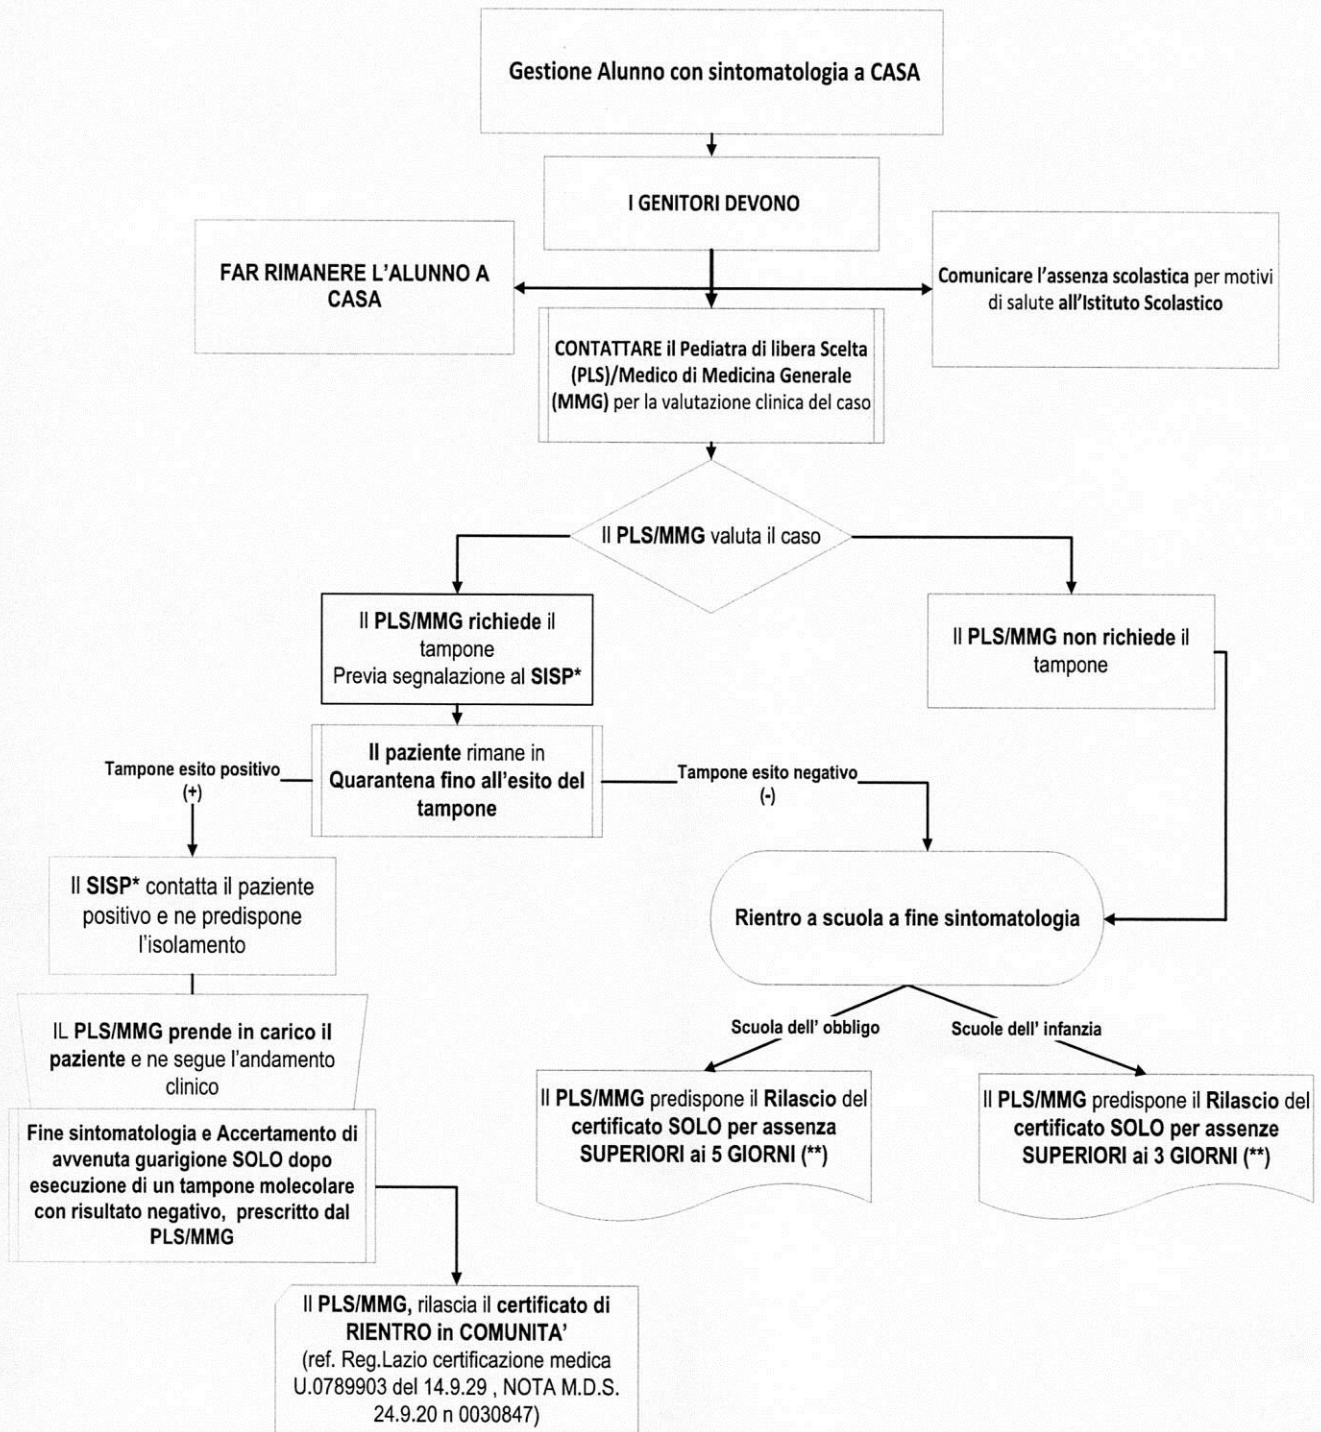 Gestione Alunno con sintomatologia a CASA
I GENITORI DEVONO
FAR RIMANERE L'ALUNNO A
CASA
Comunicare l'assenza scolastica per motivi
di salute all'Istituto Scolastico
CONTATTARE il Pediatra di libera Scelta
(PLS)/Medico di Medicina Generale
(MMG) per la valutazione clinica del caso
Il PLS/MMG valuta il caso
Il PLS/MMG richiede il
tampone
Previa segnalazione al SISP*
Il PLS/MMG non richiede il
tampone
Il paziente rimane in
Quarantena fino all'esito del
tampone
Tampone esito positivo
(+)
Tampone esito negativo
(-)
Il SISP* contatta il paziente
positivo e ne predispone
l'isolamento
Rientro a scuola a fine sintomatologia
IL PLS/MMG prende in carico il
paziente e ne segue l'andamento
clinico
Scuola dell' obbligo
Scuole dell' infanzia
Il PLS/MMG predispone il Rilascio del
certificato SOLO per assenza
SUPERIORI ai 5 GIORNI (**)
Il PLS/MMG predispone il Rilascio del
certificato SOLO per assenze
SUPERIORI ai 3 GIORNI (**)
Fine sintomatologia e Accertamento di
avvenuta guarigione SOLO dopo
esecuzione di un tampone molecolare
con risultato negativo, prescritto dal
PLS/MMG
Il PLS/MMG, rilascia il certificato di
RIENTRO in COMUNITA'
(ref. Reg.Lazio certificazione medica
U.0789903 del 14.9.29 , NOTA M.D.S.
24.9.20 n 0030847)